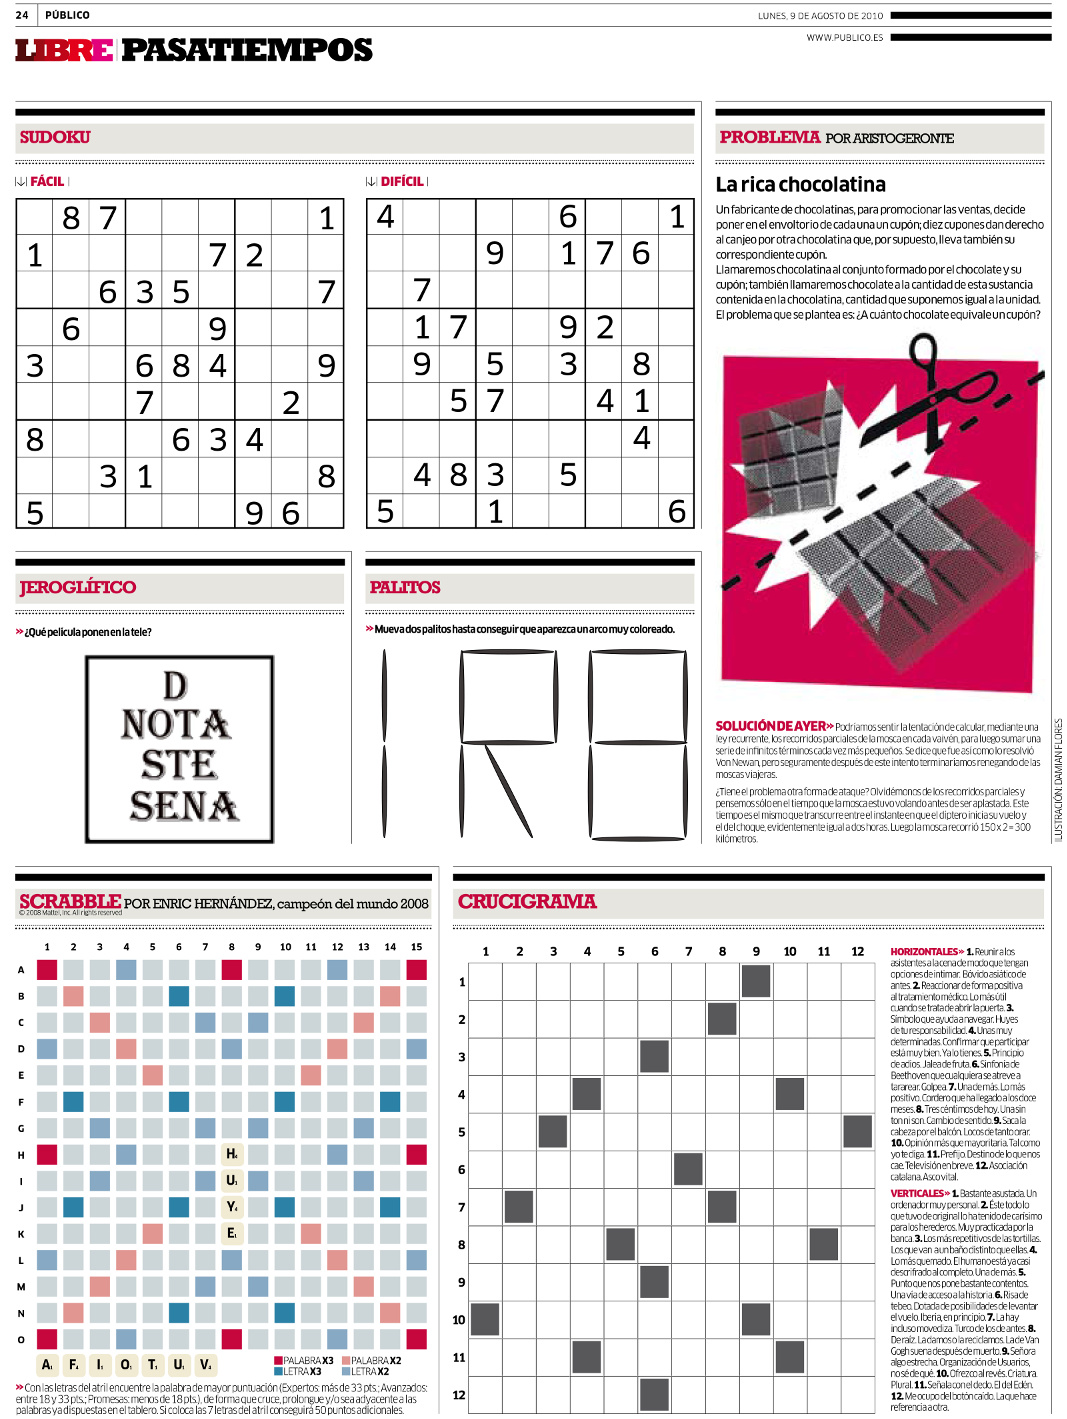 24 PÚBLICO
LUNES, 9 DE AGOSTO DE 2010
WWW.PUBLICO.ES
LIBRE PASATIEMPOS
SUDOKU
FÁCIL
8 7 1
1 7 2
6 3 5 7
6 9
3 6 8 4 9
7 2
8 6 3 4
3 1 8
5 9 6
DIFÍCIL
4 6 1
9 1 7 6
7
1 7 9 2
9 5 3 8
5 7 4 1
4
4 8 3 5
5 1 6
PROBLEMA POR ARISTOGERONTE
La rica chocolatina
Un fabricante de chocolatinas, para promocionar las ventas, decide
poner en el envoltorio de cada una un cupón; diez cupones dan derecho
al canjeo por otra chocolatina que, por supuesto, lleva también su
correspondiente cupón.
Llamaremos chocolatina al conjunto formado por el chocolate y su
cupón; también llamaremos chocolate a la cantidad de esta sustancia
contenida en la chocolatina, cantidad que suponemos igual a la unidad.
El problema que se plantea es: ¿A cuánto chocolate equivale un cupón?
SOLUCIÓN DE AYER» Podríamos sentir la tentación de calcular, mediante una
ley recurrente, los recorridos parciales de la mosca en cada vaivén, para luego sumar una
serie de infinitos términos cada vez más pequeños. Se dice que fue así como lo resolvió
Von Newan, pero seguramente después de este intento terminaríamos renegando de las
moscas viajeras.
¿Tiene el problema otra forma de ataque? Olvidémonos de los recorridos parciales y
pensemos sólo en el tiempo que la mosca estuvo volando antes de ser aplastada. Este
tiempo es el mismo que transcurre entre el instante en que el díptero inicia su vuelo y
el del choque, evidentemente igual a dos horas. Luego la mosca recorrió 150 x 2 = 300
kilómetros.
ILUSTRACIÓN: DAMIAN FLORES
JEROGLÍFICO
» ¿Qué película ponen en la tele?
D
NOTA
STE
SENA
PALITOS
» Mueva dos palitos hasta conseguir que aparezca un arco muy coloreado.
SCRABBLE POR ENRIC HERNÁNDEZ, campeón del mundo 2008
© 2008 Mattel, Inc. All rights reserved
1 2 3 4 5 6 7 8 9 10 11 12 13 14 15
A
B
C
D
E
F
G
H H4
I U1
J Y4
K E1
L
M
N
O
A1 F4 I1 O1 T1 U1 V4
PALABRA X3 PALABRA X2
LETRA X3 LETRA X2
» Con las letras del atril encuentre la palabra de mayor puntuación (Expertos: más de 33 pts.; Avanzados:
entre 18 y 33 pts.; Promesas: menos de 18 pts.), de forma que cruce, prolongue y/o sea adyacente a las
palabras ya dispuestas en el tablero. Si coloca las 7 letras del atril conseguirá 50 puntos adicionales.
CRUCIGRAMA
1 2 3 4 5 6 7 8 9 10 11 12
1
2
3
4
5
6
7
8
9
10
11
12
HORIZONTALES» 1. Reunir a los
asistentes a la cena de modo que tengan
opciones de intimar. Bóvido asiático de
antes. 2. Reaccionar de forma positiva
al tratamiento médico. Lo más útil
cuando se trata de abrir la puerta. 3.
Símbolo que ayuda a navegar. Huyes
de tu responsabilidad. 4. Unas muy
determinadas. Confirmar que participar
está muy bien. Ya lo tienes. 5. Principio
de adiós. Jalea de fruta. 6. Sinfonía de
Beethoven que cualquiera se atreve a
tararear. Golpea. 7. Una de más. Lo más
positivo. Cordero que ha llegado a los doce
meses. 8. Tres céntimos de hoy. Una sin
ton ni son. Cambio de sentido. 9. Saca la
cabeza por el balcón. Locos de tanto orar.
10. Opinión más que mayoritaria. Tal como
yo te diga. 11. Prefijo. Destino de lo que nos
cae. Televisión en breve. 12. Asociación
catalana. Asco vital.
VERTICALES» 1. Bastante asustada. Un
ordenador muy personal. 2. Éste todo lo
que tuvo de original lo ha tenido de carísimo
para los herederos. Muy practicada por la
banca. 3. Los más repetitivos de las tortillas.
Los que van a un baño distinto que ellas. 4.
Lo más quemado. El humano está ya casi
descrifrado al completo. Una de más. 5.
Punto que nos pone bastante contentos.
Una vía de acceso a la historia. 6. Risa de
tebeo. Dotada de posibilidades de levantar
el vuelo. Iberia, en principio. 7. La hay
incluso movediza. Turco de los de antes. 8.
De raíz. La damos o la reclamos. La de Van
Gogh suena después de muerto. 9. Señora
algo estrecha. Organización de Usuarios,
no sé de qué. 10. Ofrezco al revés. Criatura.
Plural. 11. Señala con el dedo. El del Edén.
12. Me ocupo del botón caído. La que hace
referencia a otra.